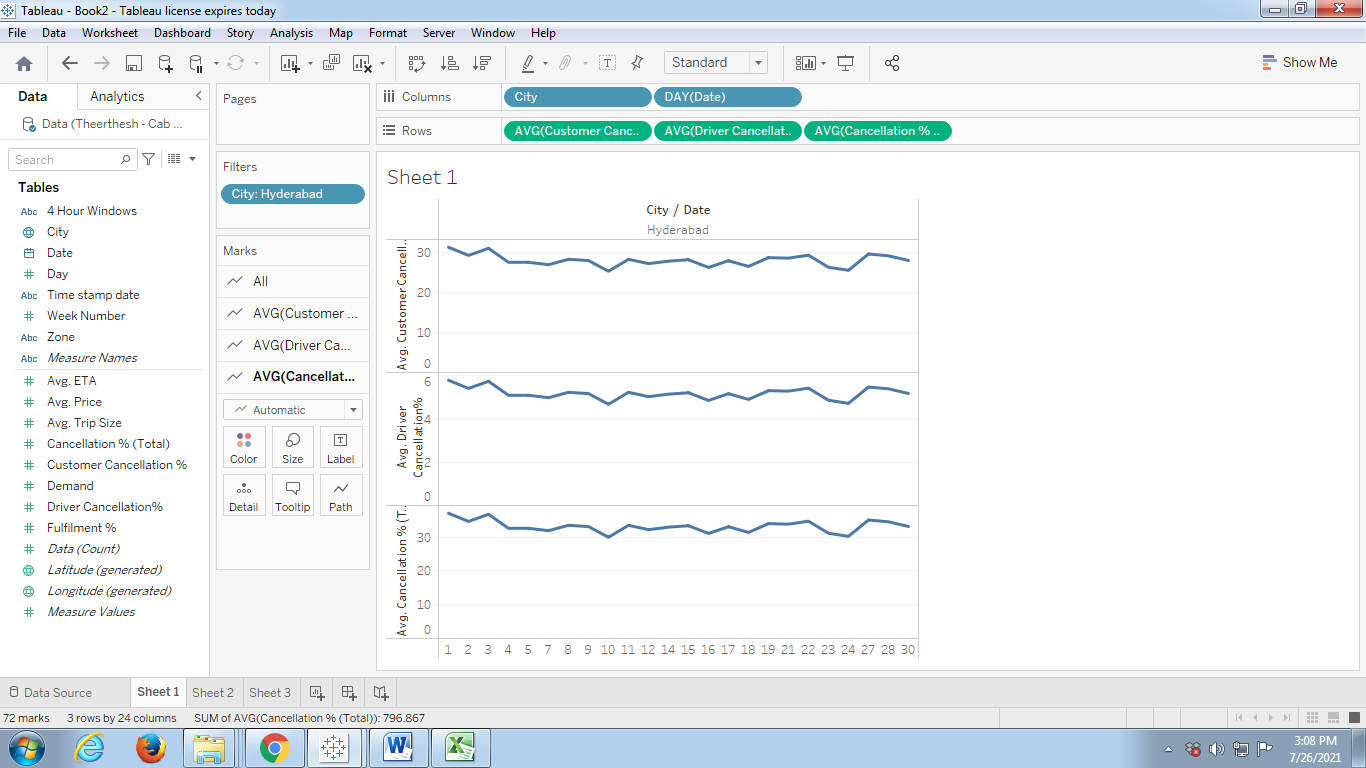 Tableau - Book2 - Tableau license expires today
File Data Worksheet Dashboard Story Analysis Map Format Server Window Help
Standard
Show Me
Data Analytics
Data (Theerthesh - Cab ...
Search
Tables
Abc 4 Hour Windows
City
Date
Day
Abc Time stamp date
Week Number
Abc Zone
Abc Measure Names
Avg. ETA
Avg. Price
Avg. Trip Size
Cancellation % (Total)
Customer Cancellation %
Demand
Driver Cancellation%
Fulfilment %
Data (Count)
Latitude (generated)
Longitude (generated)
Measure Values
Pages
Filters
City: Hyderabad
Marks
All
AVG(Customer ...
AVG(Driver Ca...
AVG(Cancellat...
Automatic
Color Size Label
Detail Tooltip Path
Columns City DAY(Date)
Rows AVG(Customer Canc.. AVG(Driver Cancellat.. AVG(Cancellation % ..
Sheet 1
City / Date
Hyderabad
Avg. Customer Cancell..
30
20
10
0
Avg. Driver
Cancellation%
6
4
2
0
Avg. Cancellation % (T..
30
20
10
0
1 2 3 4 5 7 8 9 10 11 12 14 15 16 17 18 19 21 22 23 24 27 28 30
Data Source Sheet 1 Sheet 2 Sheet 3
72 marks 3 rows by 24 columns SUM of AVG(Cancellation % (Total)): 796.867
3:08 PM
7/26/2021